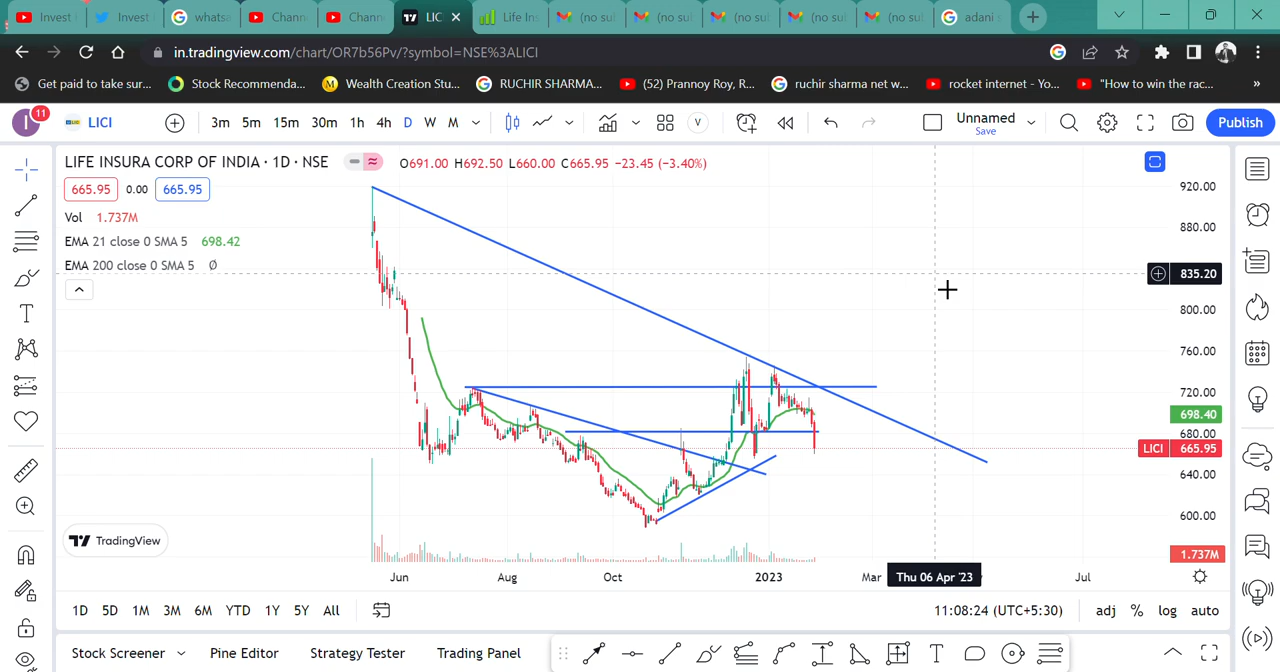 Invest
Invest
whatsa
Chann
Chann
LIC
Life Ins
(no sul
(no sul
(no sul
(no sul
(no sul
adani s
in.tradingview.com/chart/OR7b56Pv/?symbol=NSE%3ALICI
Get paid to take sur...
Stock Recommenda...
Wealth Creation Stu...
RUCHIR SHARMA...
(52) Prannoy Roy, R...
ruchir sharma net w...
rocket internet - Yo...
"How to win the rac...
»
I
11
LICI
3m 5m 15m 30m 1h 4h D W M
V
Unnamed
Save
Publish
LIFE INSURA CORP OF INDIA · 1D · NSE
O691.00 H692.50 L660.00 C665.95 −23.45 (−3.40%)
665.95 0.00 665.95
Vol 1.737M
EMA 21 close 0 SMA 5 698.42
EMA 200 close 0 SMA 5 Ø
920.00
880.00
835.20
800.00
760.00
720.00
698.40
680.00
LICI 665.95
640.00
600.00
1.737M
TradingView
Jun Aug Oct 2023 Mar Thu 06 Apr '23 Jul
1D 5D 1M 3M 6M YTD 1Y 5Y All
11:08:24 (UTC+5:30)
adj % log auto
Stock Screener
Pine Editor
Strategy Tester
Trading Panel